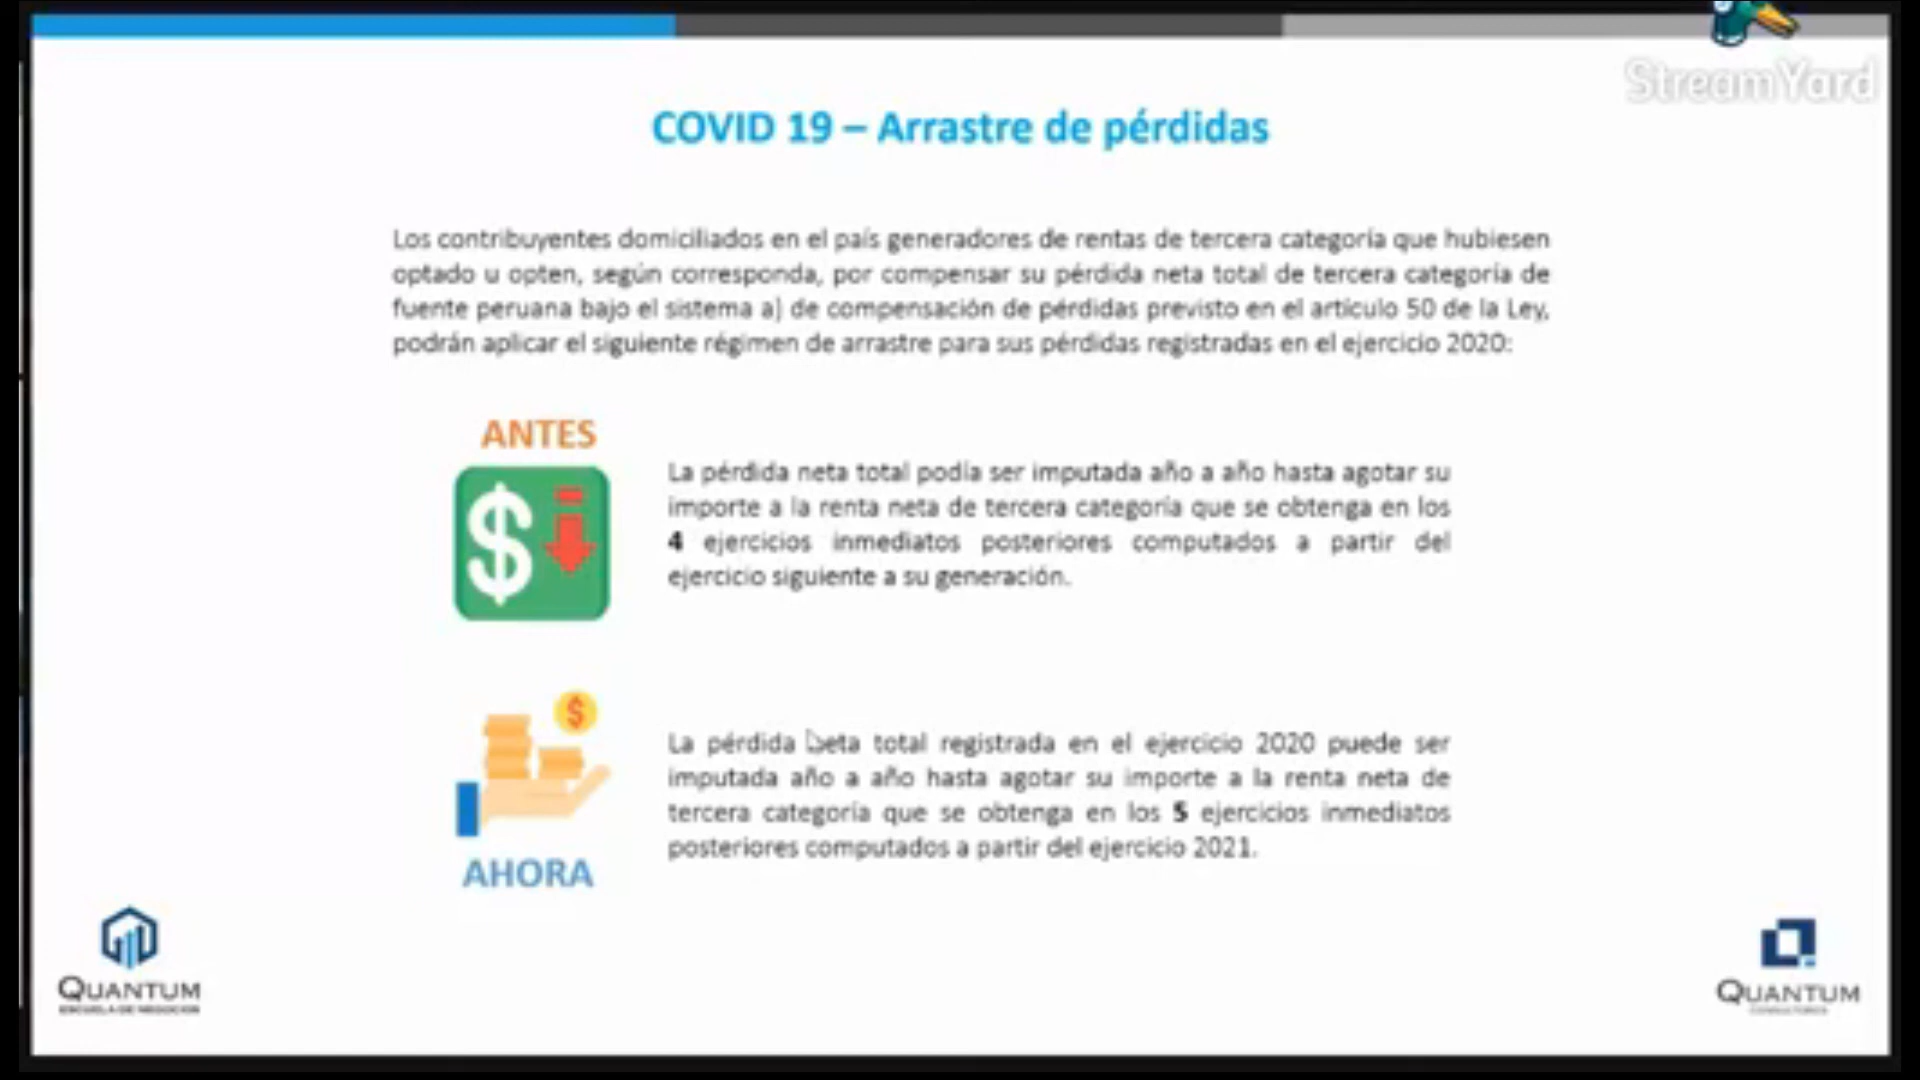 StreamYard
COVID 19 – Arrastre de pérdidas
Los contribuyentes domiciliados en el país generadores de rentas de tercera categoría que hubiesen
optado u opten, según corresponda, por compensar su pérdida neta total de tercera categoría de
fuente peruana bajo el sistema a) de compensación de pérdidas previsto en el artículo 50 de la Ley,
podrán aplicar el siguiente régimen de arrastre para sus pérdidas registradas en el ejercicio 2020:
ANTES
La pérdida neta total podía ser imputada año a año hasta agotar su
importe a la renta neta de tercera categoría que se obtenga en los
4 ejercicios inmediatos posteriores computados a partir del
ejercicio siguiente a su generación.
La pérdida neta total registrada en el ejercicio 2020 puede ser
imputada año a año hasta agotar su importe a la renta neta de
tercera categoría que se obtenga en los 5 ejercicios inmediatos
posteriores computados a partir del ejercicio 2021.
AHORA
QUANTUM
ESCUELA DE NEGOCIOS
QUANTUM